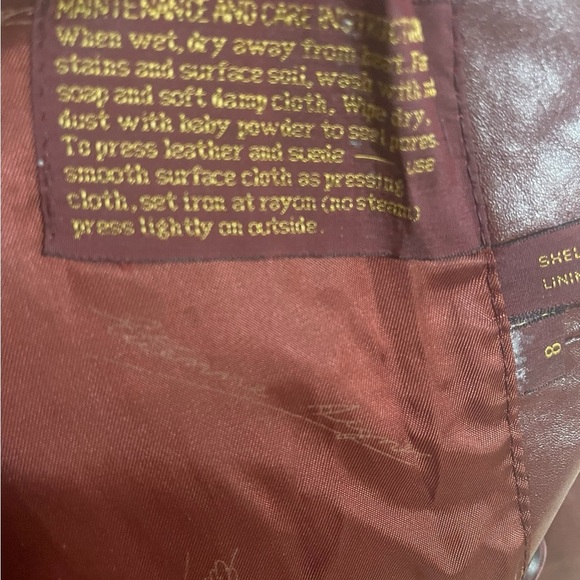 MAINTENANCE AND CARE INSTRUCTION
When wet, dry away from heat. For
stains and surface soil, wash with
soap and soft damp cloth, Wipe dry,
dust with baby powder to seal pores
To press leather and suede — use
smooth surface cloth as pressing
cloth, set iron at rayon (no steam)
press lightly on outside.
SHEL
LININ
8